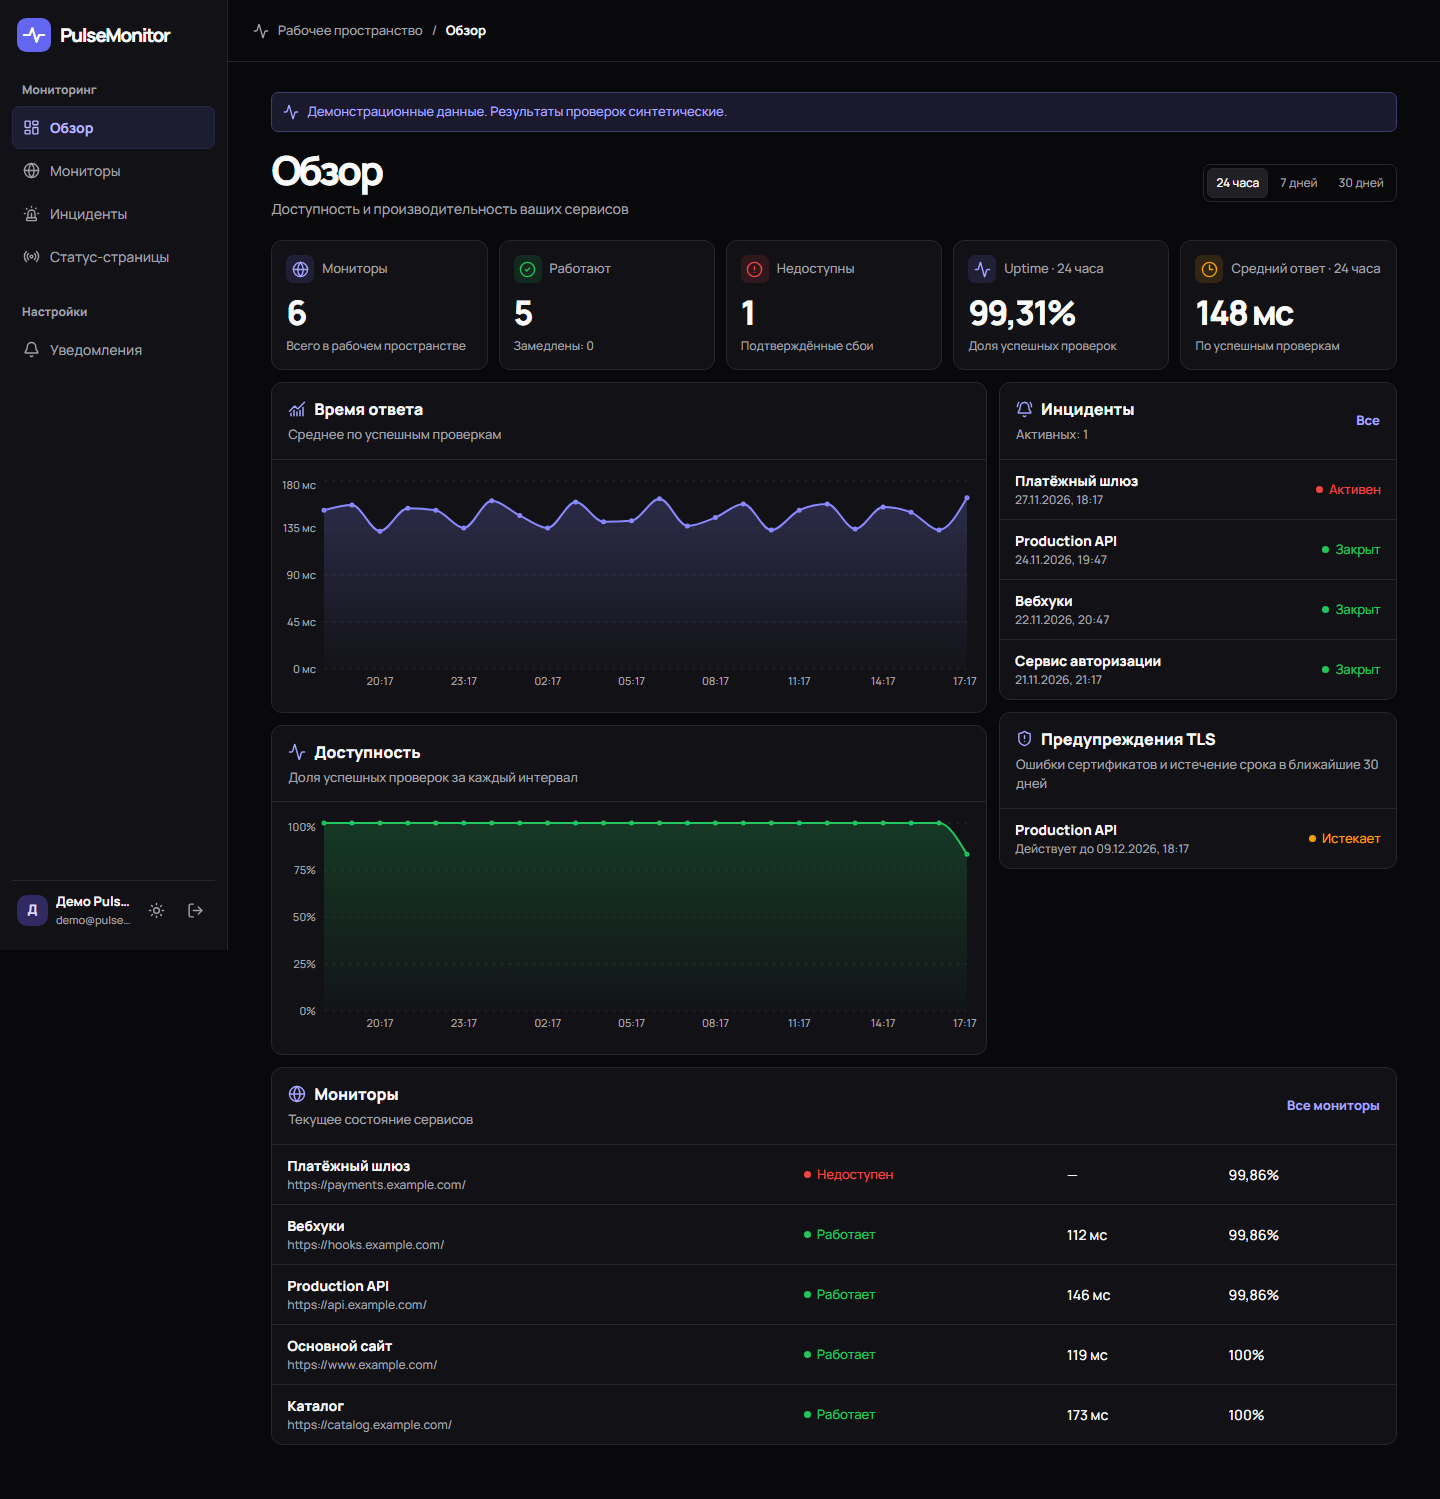 PulseMonitor
Мониторинг
Обзор
Мониторы
Инциденты
Статус-страницы
Настройки
Уведомления
Демо Puls...
demo@pulse...
Рабочее пространство / Обзор
Демонстрационные данные. Результаты проверок синтетические.
Обзор
Доступность и производительность ваших сервисов
24 часа 7 дней 30 дней
Мониторы
6
Всего в рабочем пространстве
Работают
5
Замедлены: 0
Недоступны
1
Подтверждённые сбои
Uptime · 24 часа
99,31%
Доля успешных проверок
Средний ответ · 24 часа
148 мс
По успешным проверкам
Время ответа
Среднее по успешным проверкам
180 мс
135 мс
90 мс
45 мс
0 мс
20:17 23:17 02:17 05:17 08:17 11:17 14:17 17:17
Инциденты
Активных: 1
Все
Платёжный шлюз
27.11.2026, 18:17
Активен
Production API
24.11.2026, 19:47
Закрыт
Вебхуки
22.11.2026, 20:47
Закрыт
Сервис авторизации
21.11.2026, 21:17
Закрыт
Доступность
Доля успешных проверок за каждый интервал
100%
75%
50%
25%
0%
20:17 23:17 02:17 05:17 08:17 11:17 14:17 17:17
Предупреждения TLS
Ошибки сертификатов и истечение срока в ближайшие 30
дней
Production API
Действует до 09.12.2026, 18:17
Истекает
Мониторы
Текущее состояние сервисов
Все мониторы
Платёжный шлюз
https://payments.example.com/
Недоступен — 99,86%
Вебхуки
https://hooks.example.com/
Работает 112 мс 99,86%
Production API
https://api.example.com/
Работает 146 мс 99,86%
Основной сайт
https://www.example.com/
Работает 119 мс 100%
Каталог
https://catalog.example.com/
Работает 173 мс 100%
Д